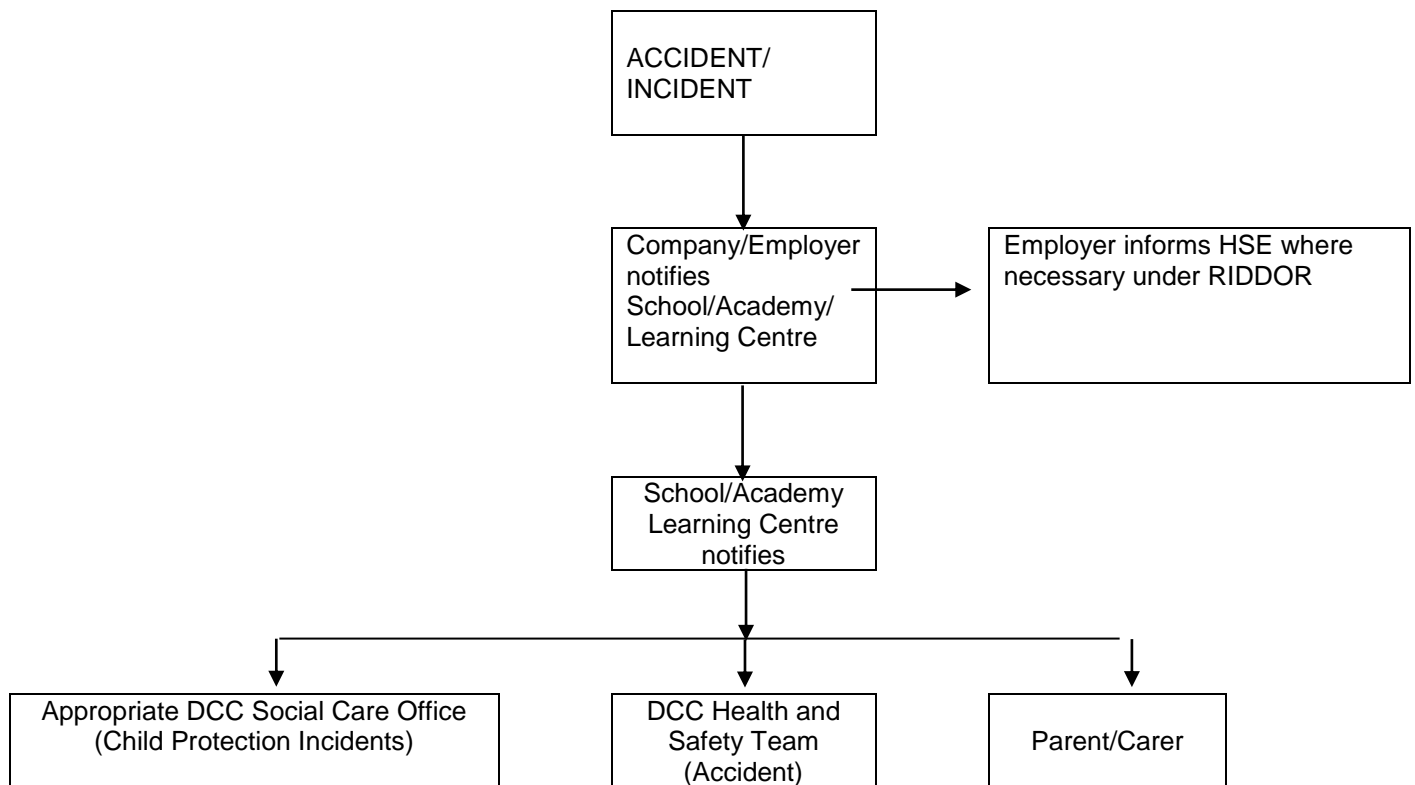 ACCIDENT/
INCIDENT
Company/Employer
notifies
School/Academy/
Learning Centre
Employer informs HSE where
necessary under RIDDOR
School/Academy
Learning Centre
notifies
Appropriate DCC Social Care Office
(Child Protection Incidents)
DCC Health and
Safety Team
(Accident)
Parent/Carer